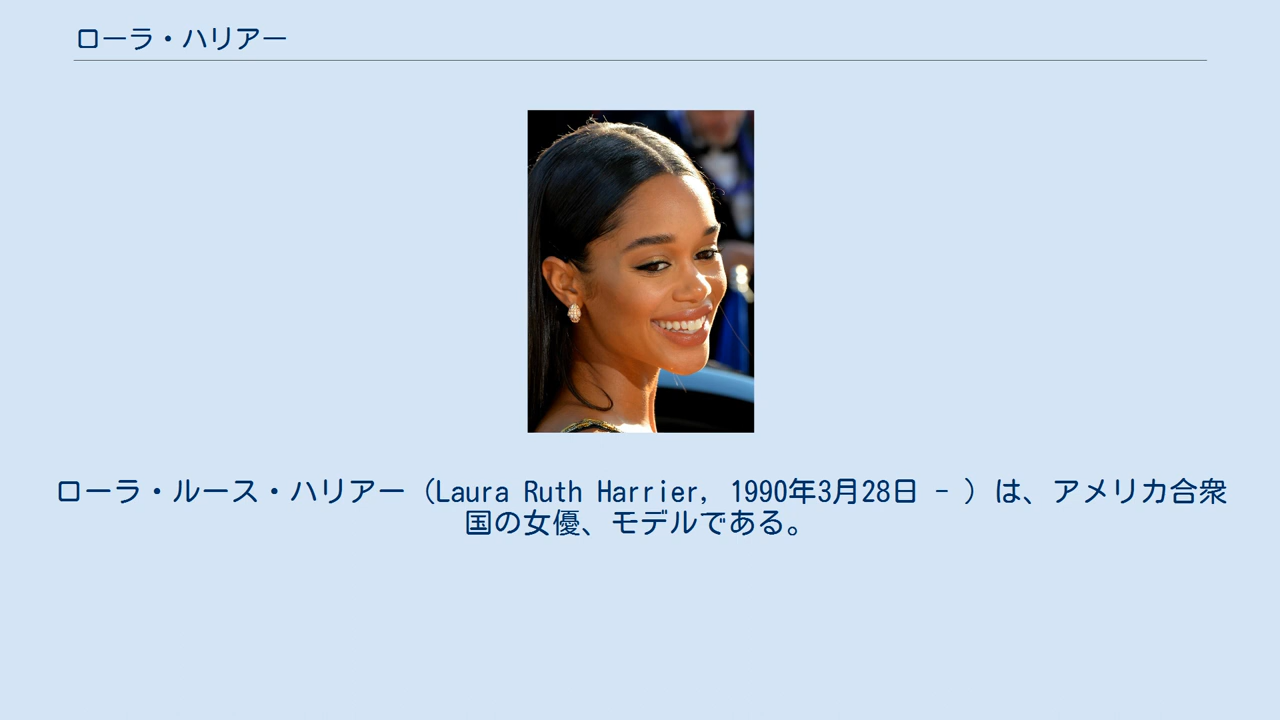 ローラ・ハリアー
ローラ・ルース・ハリアー（Laura Ruth Harrier, 1990年3月28日 - ）は、アメリカ合衆
国の女優、モデルである。